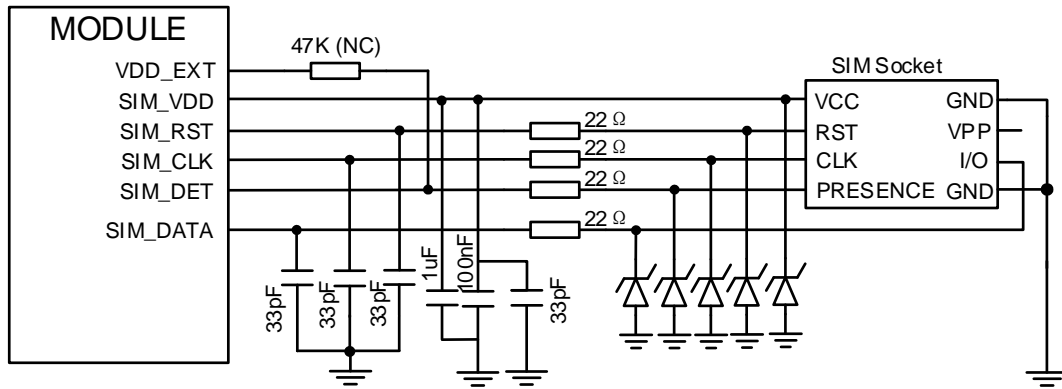 MODULE
47K (NC)
VDD_EXT
SIM_VDD
SIM_RST
SIM_CLK
SIM_DET
SIM_DATA
22 Ω
22 Ω
22 Ω
22 Ω
SIM Socket
VCC GND
RST VPP
CLK I/O
PRESENCE GND
33pF
33pF
33pF
1uF
100nF
33pF